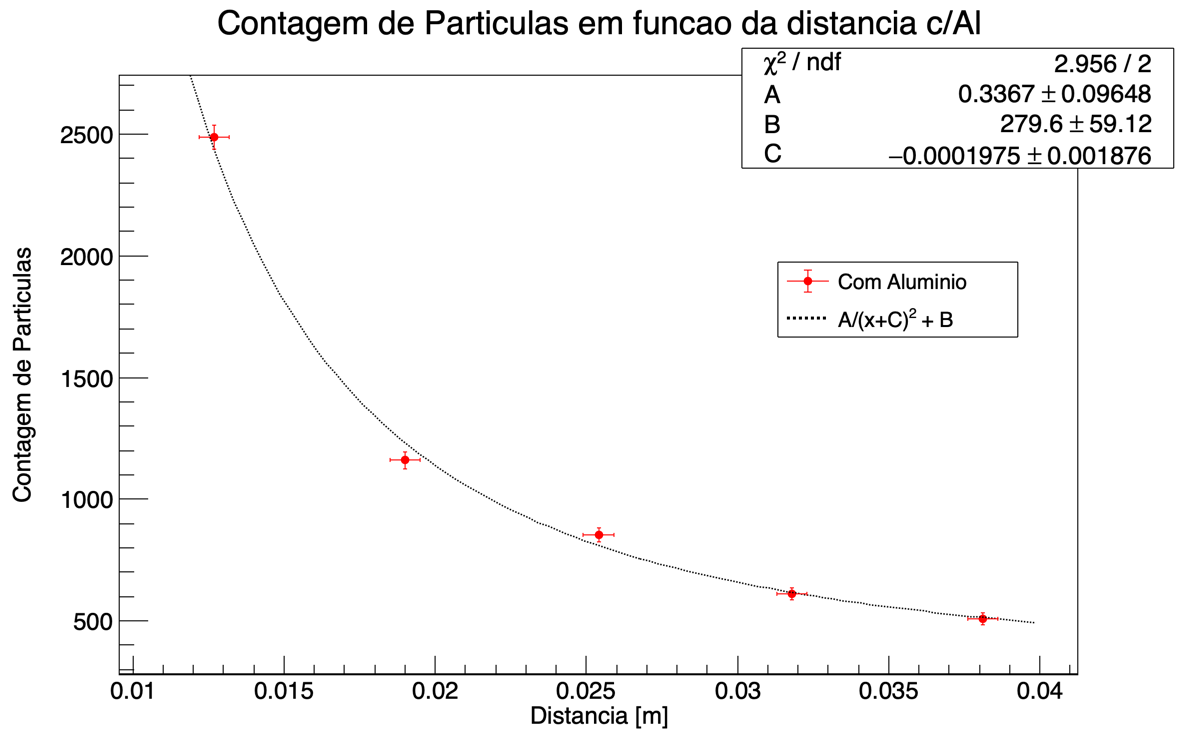 Contagem de Particulas em funcao da distancia c/Al
χ² / ndf 2.956 / 2
A 0.3367 ± 0.09648
B 279.6 ± 59.12
C −0.0001975 ± 0.001876
Com Aluminio
A/(x+C)² + B
Contagem de Particulas
2500
2000
1500
1000
500
0.01 0.015 0.02 0.025 0.03 0.035 0.04
Distancia [m]